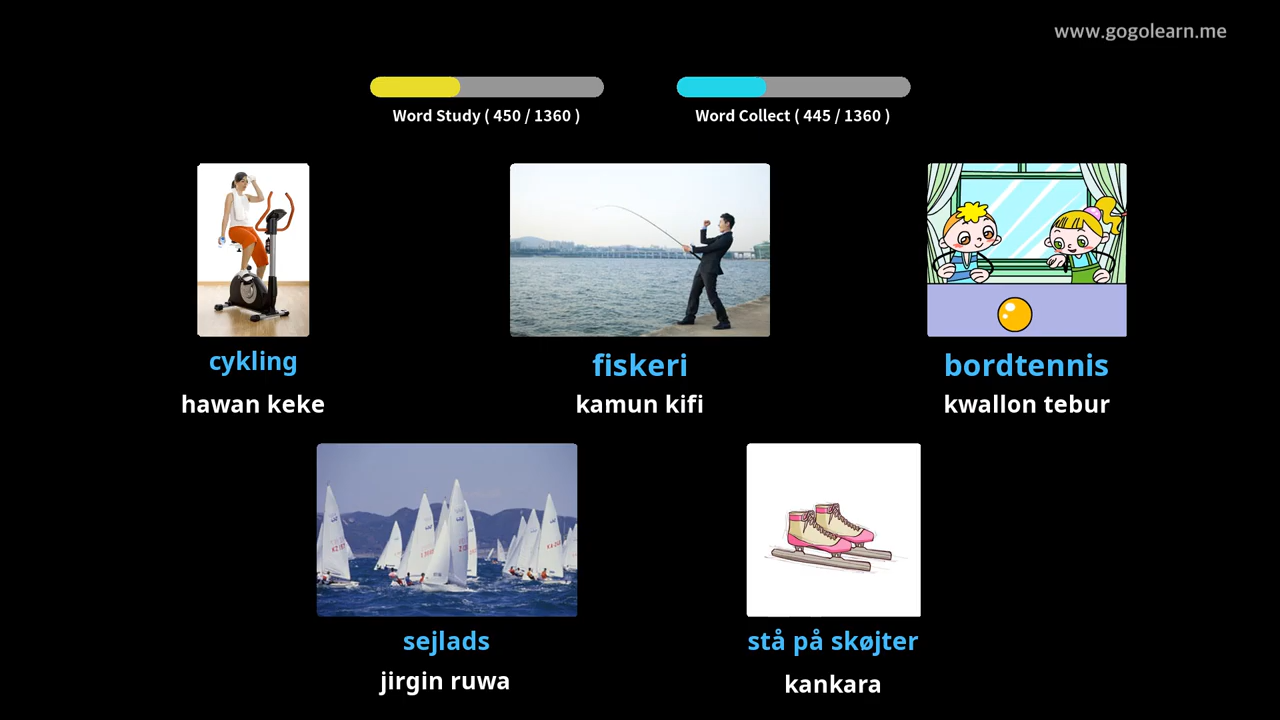 www.gogolearn.me
Word Study ( 450 / 1360 )
Word Collect ( 445 / 1360 )
cykling
fiskeri
bordtennis
hawan keke
kamun kifi
kwallon tebur
sejlads
stå på skøjter
jirgin ruwa
kankara